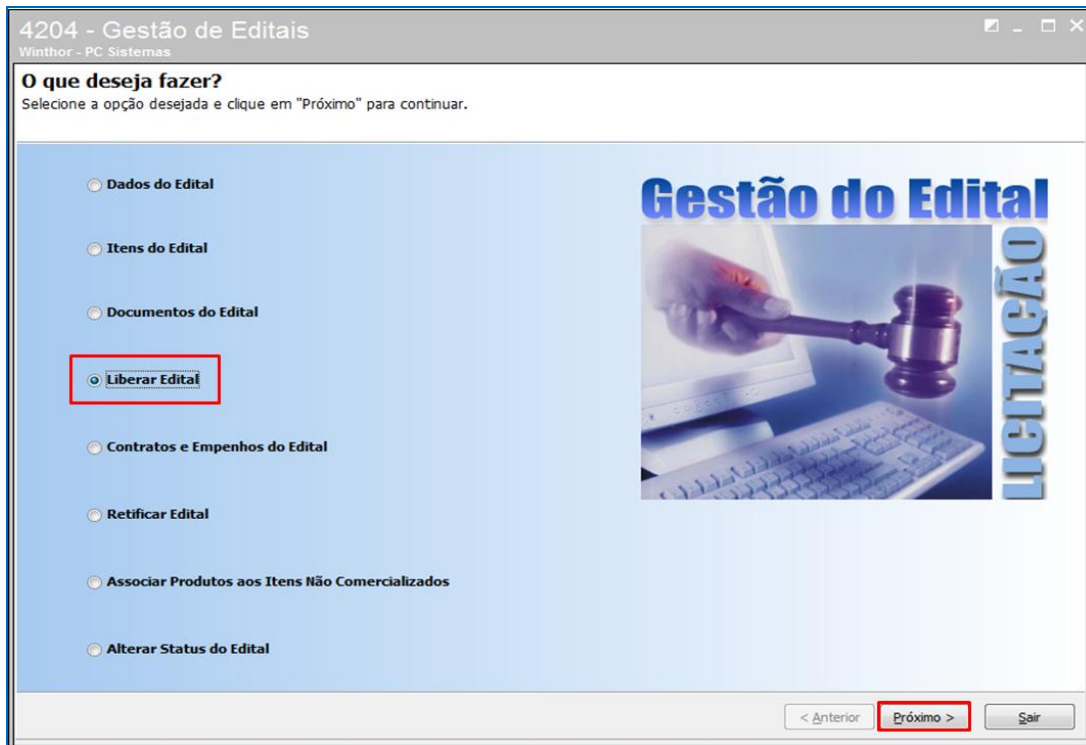 4204 - Gestão de Editais
Winthor - PC Sistemas
O que deseja fazer?
Selecione a opção desejada e clique em "Próximo" para continuar.
Dados do Edital
Itens do Edital
Documentos do Edital
Liberar Edital
Contratos e Empenhos do Edital
Retificar Edital
Associar Produtos aos Itens Não Comercializados
Alterar Status do Edital
Gestão do Edital
LICITAÇÃO
< Anterior
Próximo >
Sair